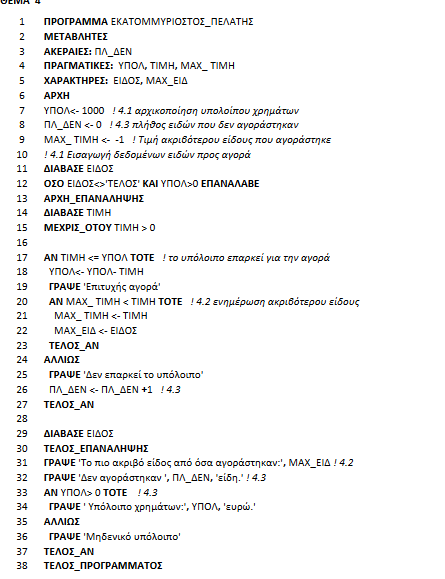 ΘΕΜΑ 4
1 ΠΡΟΓΡΑΜΜΑ ΕΚΑΤΟΜΜΥΡΙΟΣΤΟΣ_ΠΕΛΑΤΗΣ
2 ΜΕΤΑΒΛΗΤΕΣ
3 ΑΚΕΡΑΙΕΣ: ΠΛ_ΔΕΝ
4 ΠΡΑΓΜΑΤΙΚΕΣ: ΥΠΟΛ, ΤΙΜΗ, ΜΑΧ_ ΤΙΜΗ
5 ΧΑΡΑΚΤΗΡΕΣ: ΕΙΔΟΣ, ΜΑΧ_ΕΙΔ
6 ΑΡΧΗ
7 ΥΠΟΛ<- 1000 ! 4.1 αρχικοποίηση υπολοίπου χρημάτων
8 ΠΛ_ΔΕΝ <- 0 ! 4.3 πλήθος ειδών που δεν αγοράστηκαν
9 ΜΑΧ_ ΤΙΜΗ <- -1 ! Τιμή ακριβότερου είδους που αγοράστηκε
10 ! 4.1 Εισαγωγή δεδομένων ειδών προς αγορά
11 ΔΙΑΒΑΣΕ ΕΙΔΟΣ
12 ΟΣΟ ΕΙΔΟΣ<>'ΤΕΛΟΣ' ΚΑΙ ΥΠΟΛ>0 ΕΠΑΝΑΛΑΒΕ
13 ΑΡΧΗ_ΕΠΑΝΑΛΗΨΗΣ
14 ΔΙΑΒΑΣΕ ΤΙΜΗ
15 ΜΕΧΡΙΣ_ΟΤΟΥ ΤΙΜΗ > 0
16
17 ΑΝ ΤΙΜΗ <= ΥΠΟΛ ΤΟΤΕ ! το υπόλοιπο επαρκεί για την αγορά
18 ΥΠΟΛ<- ΥΠΟΛ- ΤΙΜΗ
19 ΓΡΑΨΕ 'Επιτυχής αγορά'
20 ΑΝ ΜΑΧ_ ΤΙΜΗ < ΤΙΜΗ ΤΟΤΕ ! 4.2 ενημέρωση ακριβότερου είδους
21 ΜΑΧ_ ΤΙΜΗ <- ΤΙΜΗ
22 ΜΑΧ_ΕΙΔ <- ΕΙΔΟΣ
23 ΤΕΛΟΣ_ΑΝ
24 ΑΛΛΙΩΣ
25 ΓΡΑΨΕ 'Δεν επαρκεί το υπόλοιπο'
26 ΠΛ_ΔΕΝ <- ΠΛ_ΔΕΝ +1 ! 4.3
27 ΤΕΛΟΣ_ΑΝ
28
29 ΔΙΑΒΑΣΕ ΕΙΔΟΣ
30 ΤΕΛΟΣ_ΕΠΑΝΑΛΗΨΗΣ
31 ΓΡΑΨΕ 'Το πιο ακριβό είδος από όσα αγοράστηκαν:', ΜΑΧ_ΕΙΔ ! 4.2
32 ΓΡΑΨΕ 'Δεν αγοράστηκαν ', ΠΛ_ΔΕΝ, 'είδη.' ! 4.3
33 ΑΝ ΥΠΟΛ> 0 ΤΟΤΕ ! 4.3
34 ΓΡΑΨΕ ' Υπόλοιπο χρημάτων:', ΥΠΟΛ, 'ευρώ.'
35 ΑΛΛΙΩΣ
36 ΓΡΑΨΕ 'Μηδενικό υπόλοιπο'
37 ΤΕΛΟΣ_ΑΝ
38 ΤΕΛΟΣ_ΠΡΟΓΡΑΜΜΑΤΟΣ